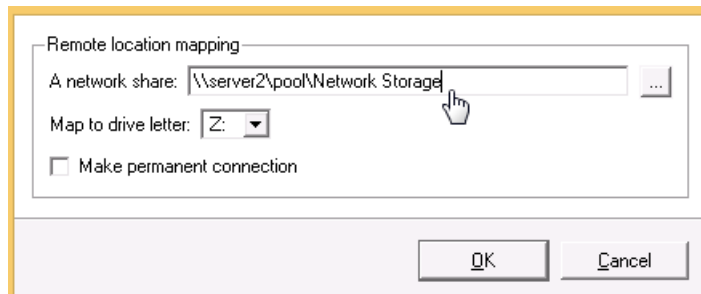 Remote location mapping
A network share: \\server2\pool\Network Storage ...
Map to drive letter: Z:
Make permanent connection
OK Cancel